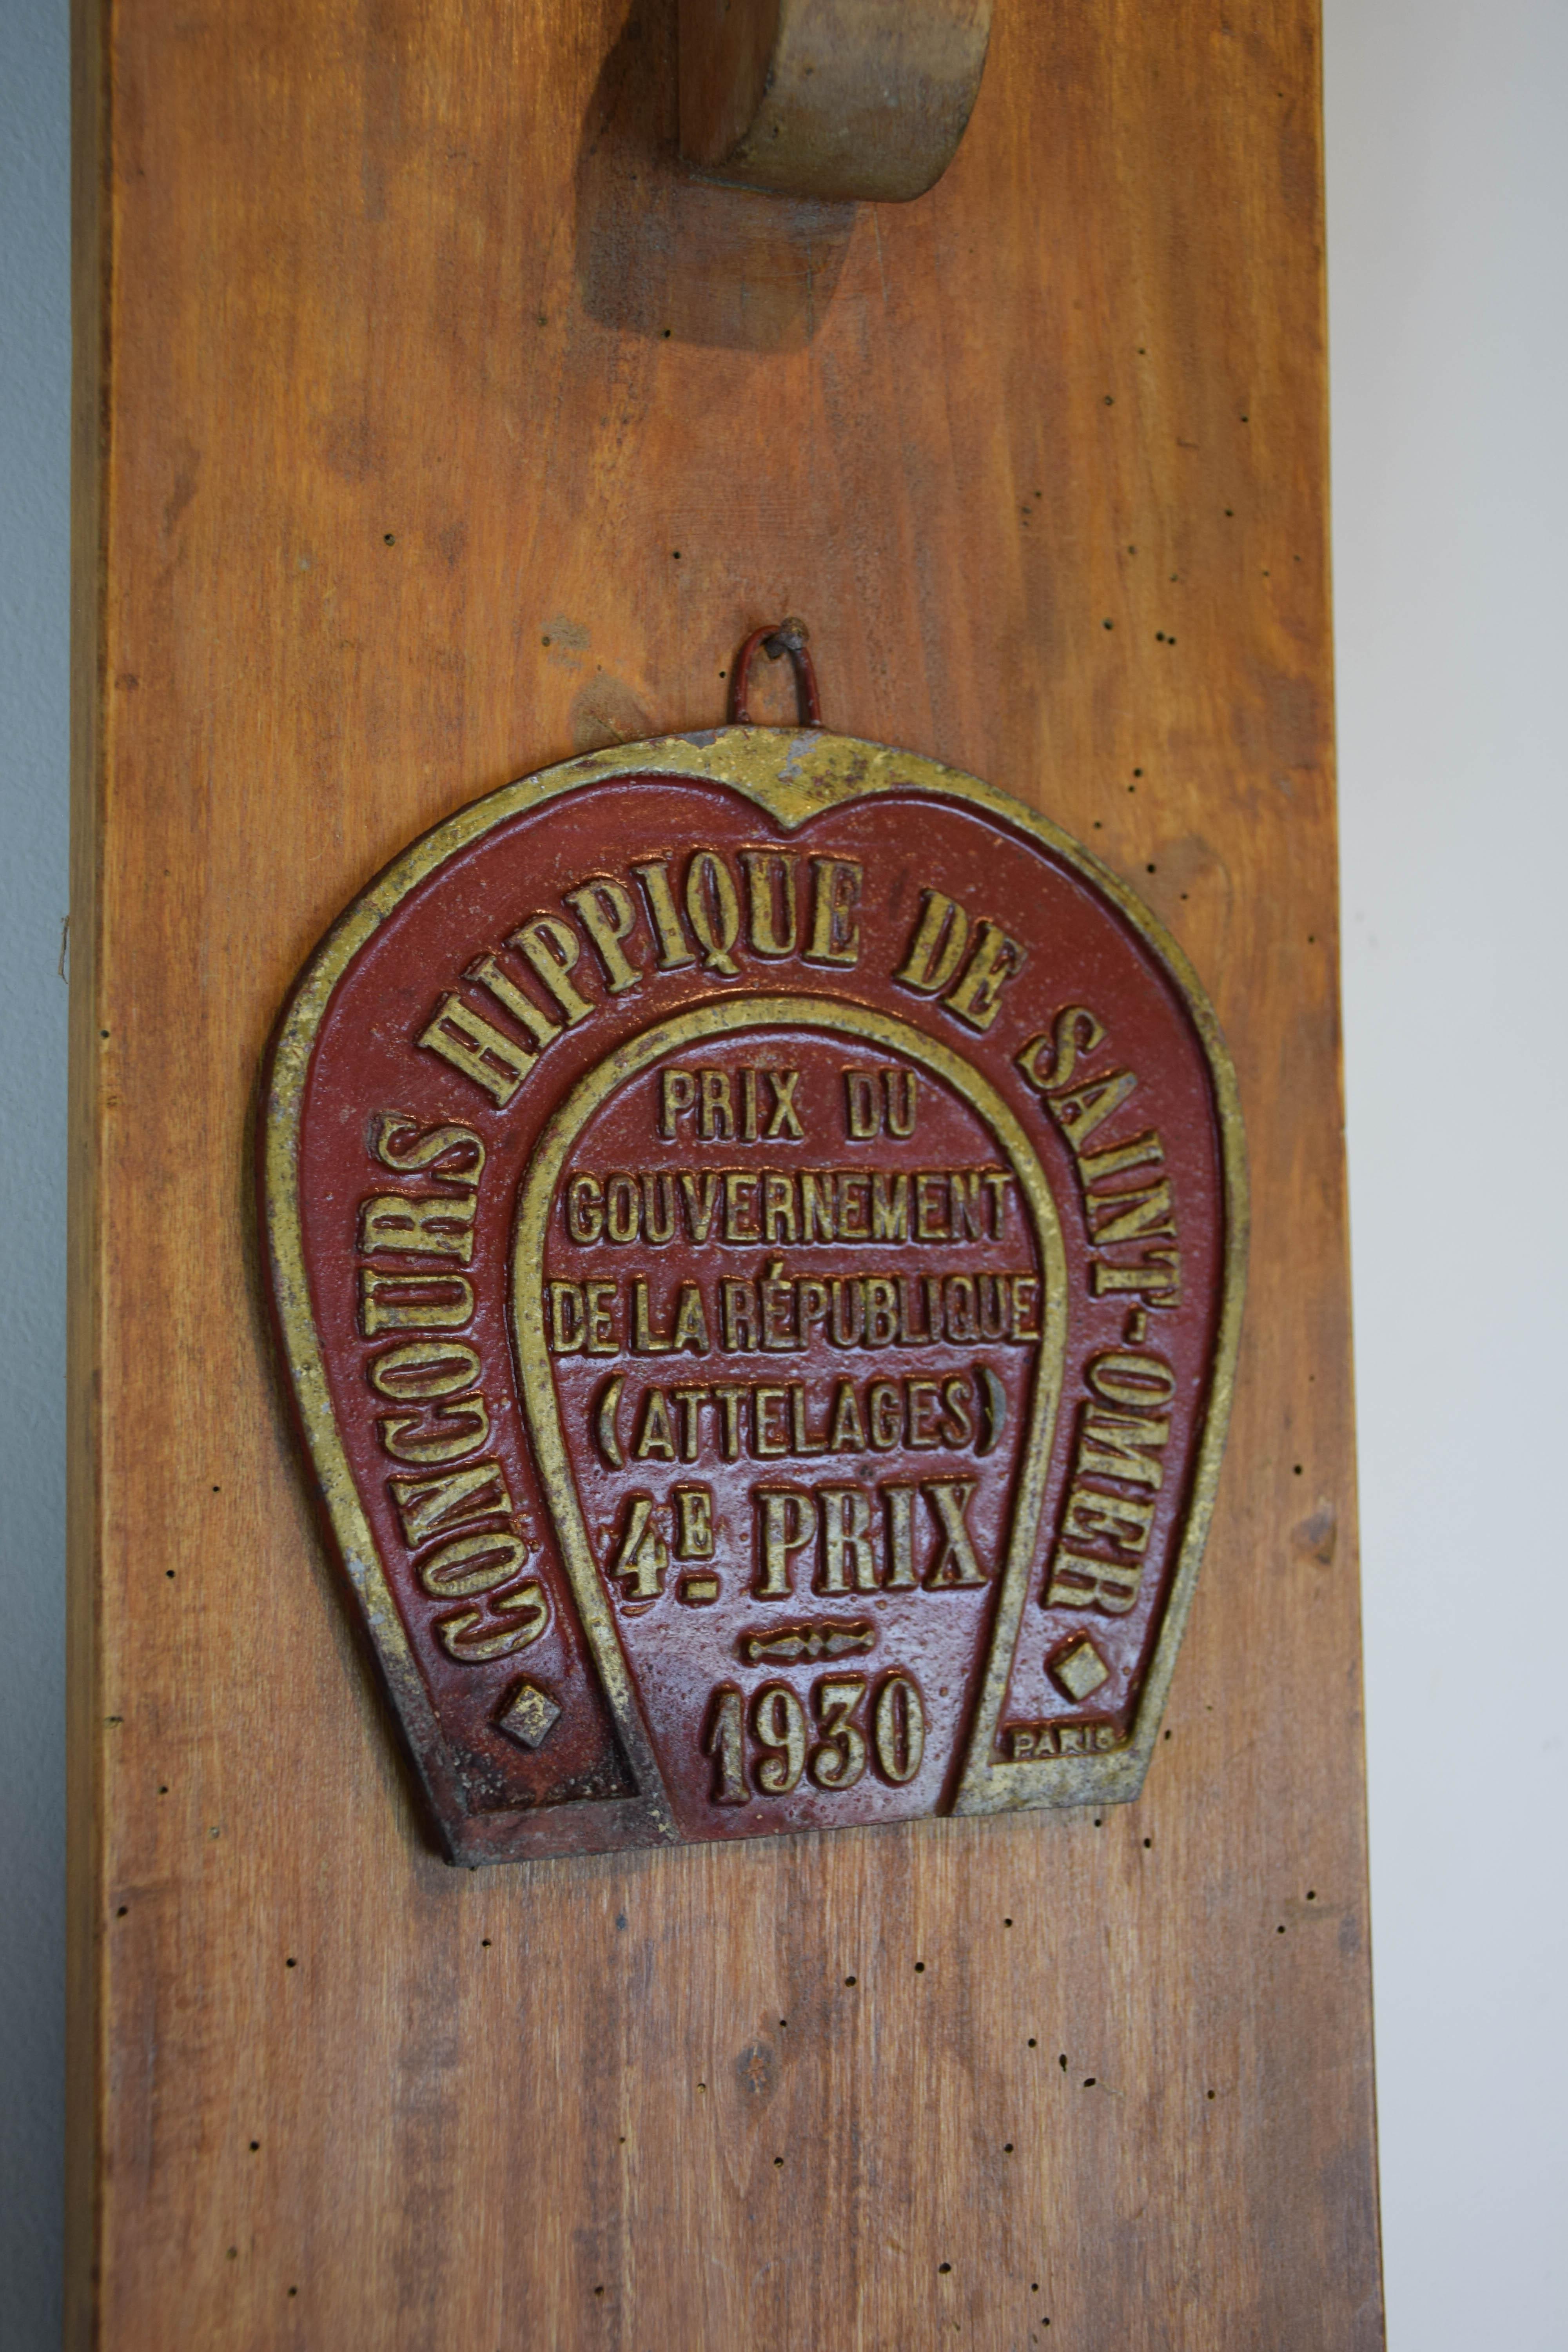 CONCOURS HIPPIQUE DE SAINT-OMER
PRIX DU
GOUVERNEMENT
DE LA RÉPUBLIQUE
(ATTELAGES)
4E PRIX
1930
PARIS